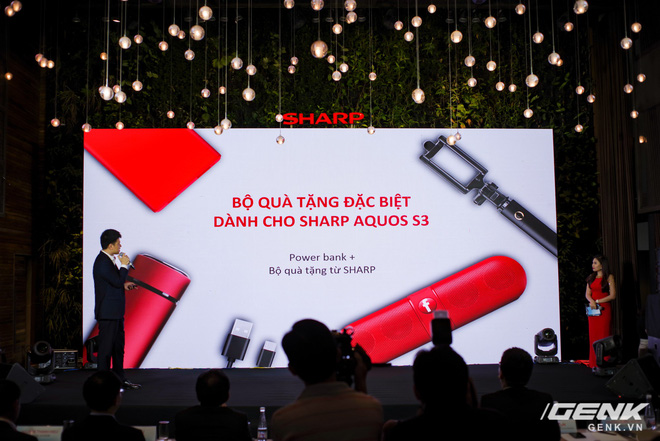 SHARP
BỘ QUÀ TẶNG ĐẶC BIỆT
DÀNH CHO SHARP AQUOS S3
Power bank +
Bộ quà tặng từ SHARP
GENK
GENK.VN